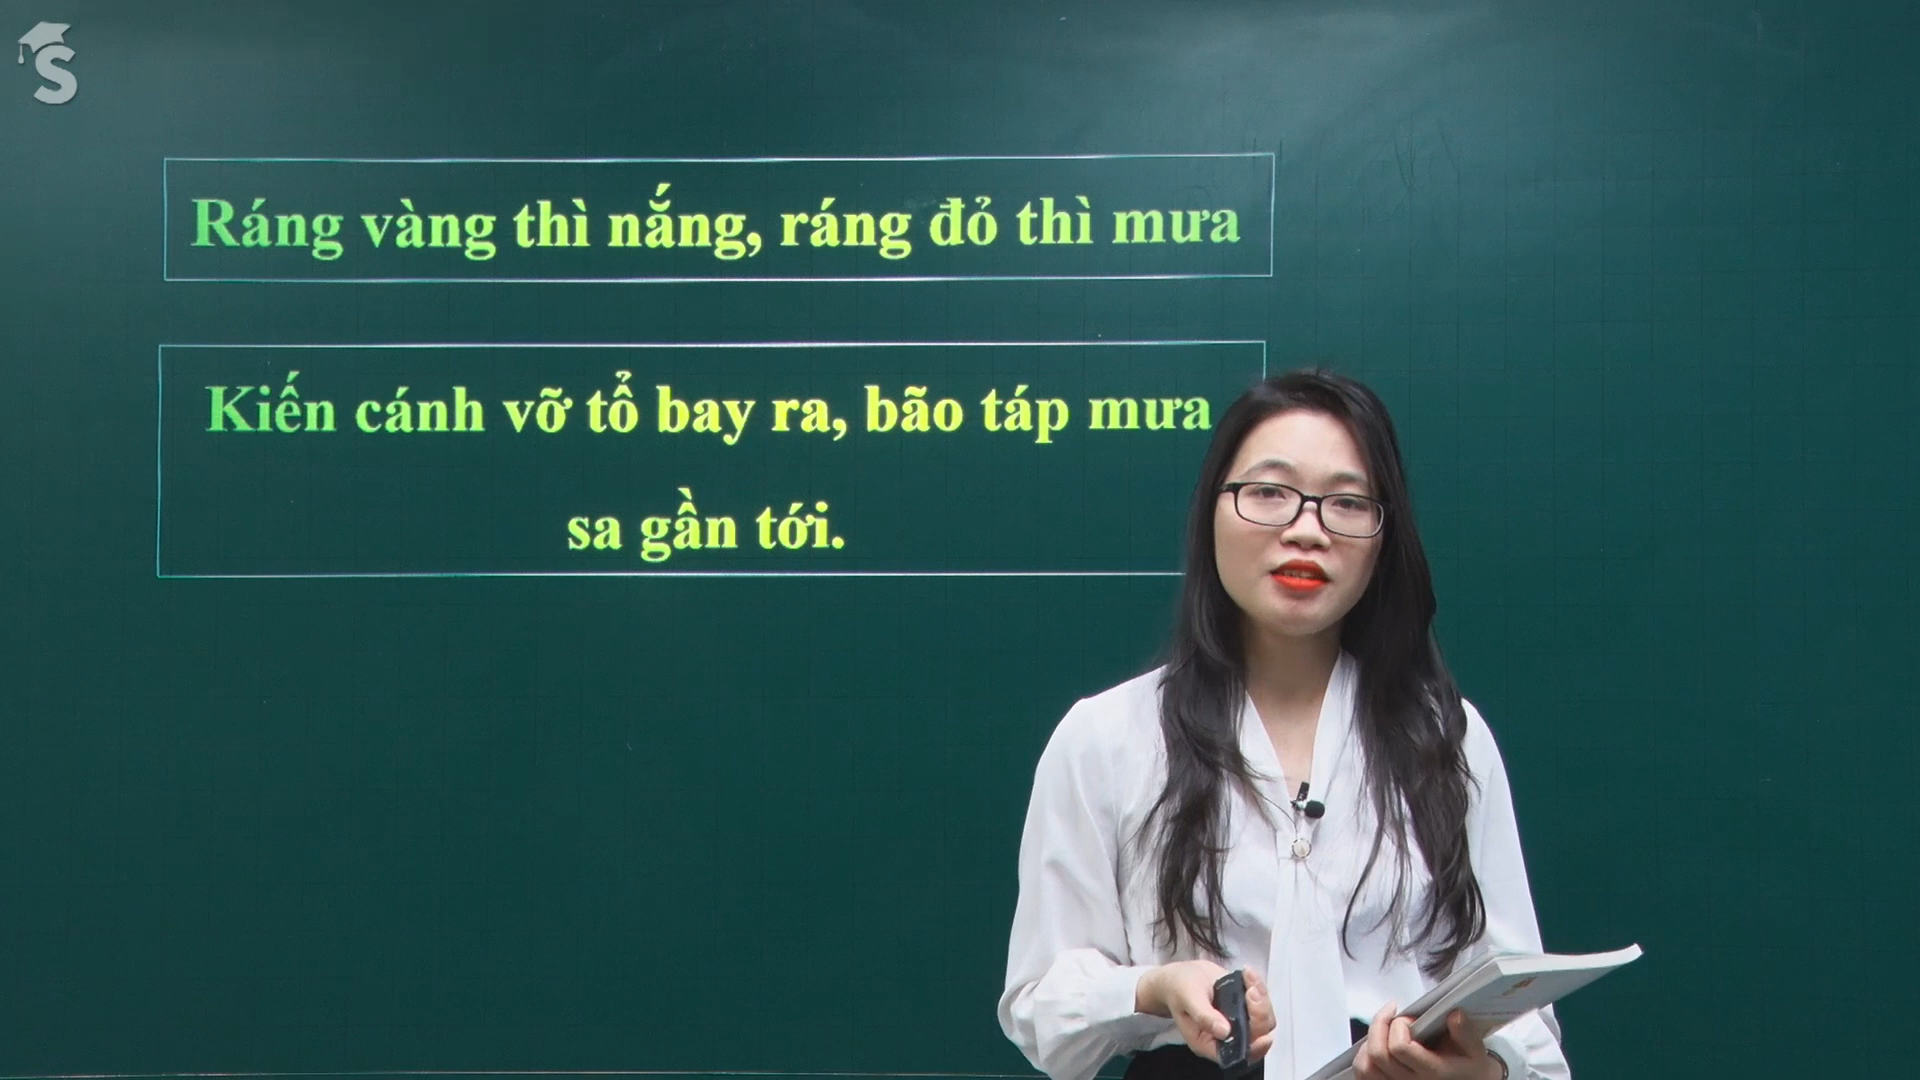 Ráng vàng thì nắng, ráng đỏ thì mưa
Kiến cánh vỡ tổ bay ra, bão táp mưa
sa gần tới.
S